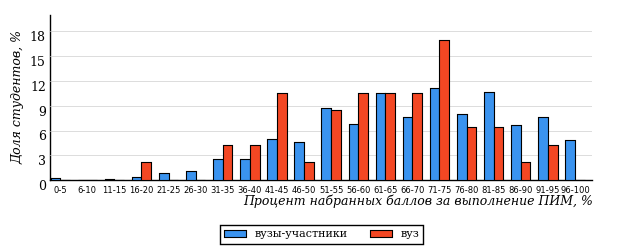 Доля студентов, %
18
15
12
9
6
3
0
0-5 6-10 11-15 16-20 21-25 26-30 31-35 36-40 41-45 46-50 51-55 56-60 61-65 66-70 71-75 76-80 81-85 86-90 91-95 96-100
Процент набранных баллов за выполнение ПИМ, %
вузы-участники вуз